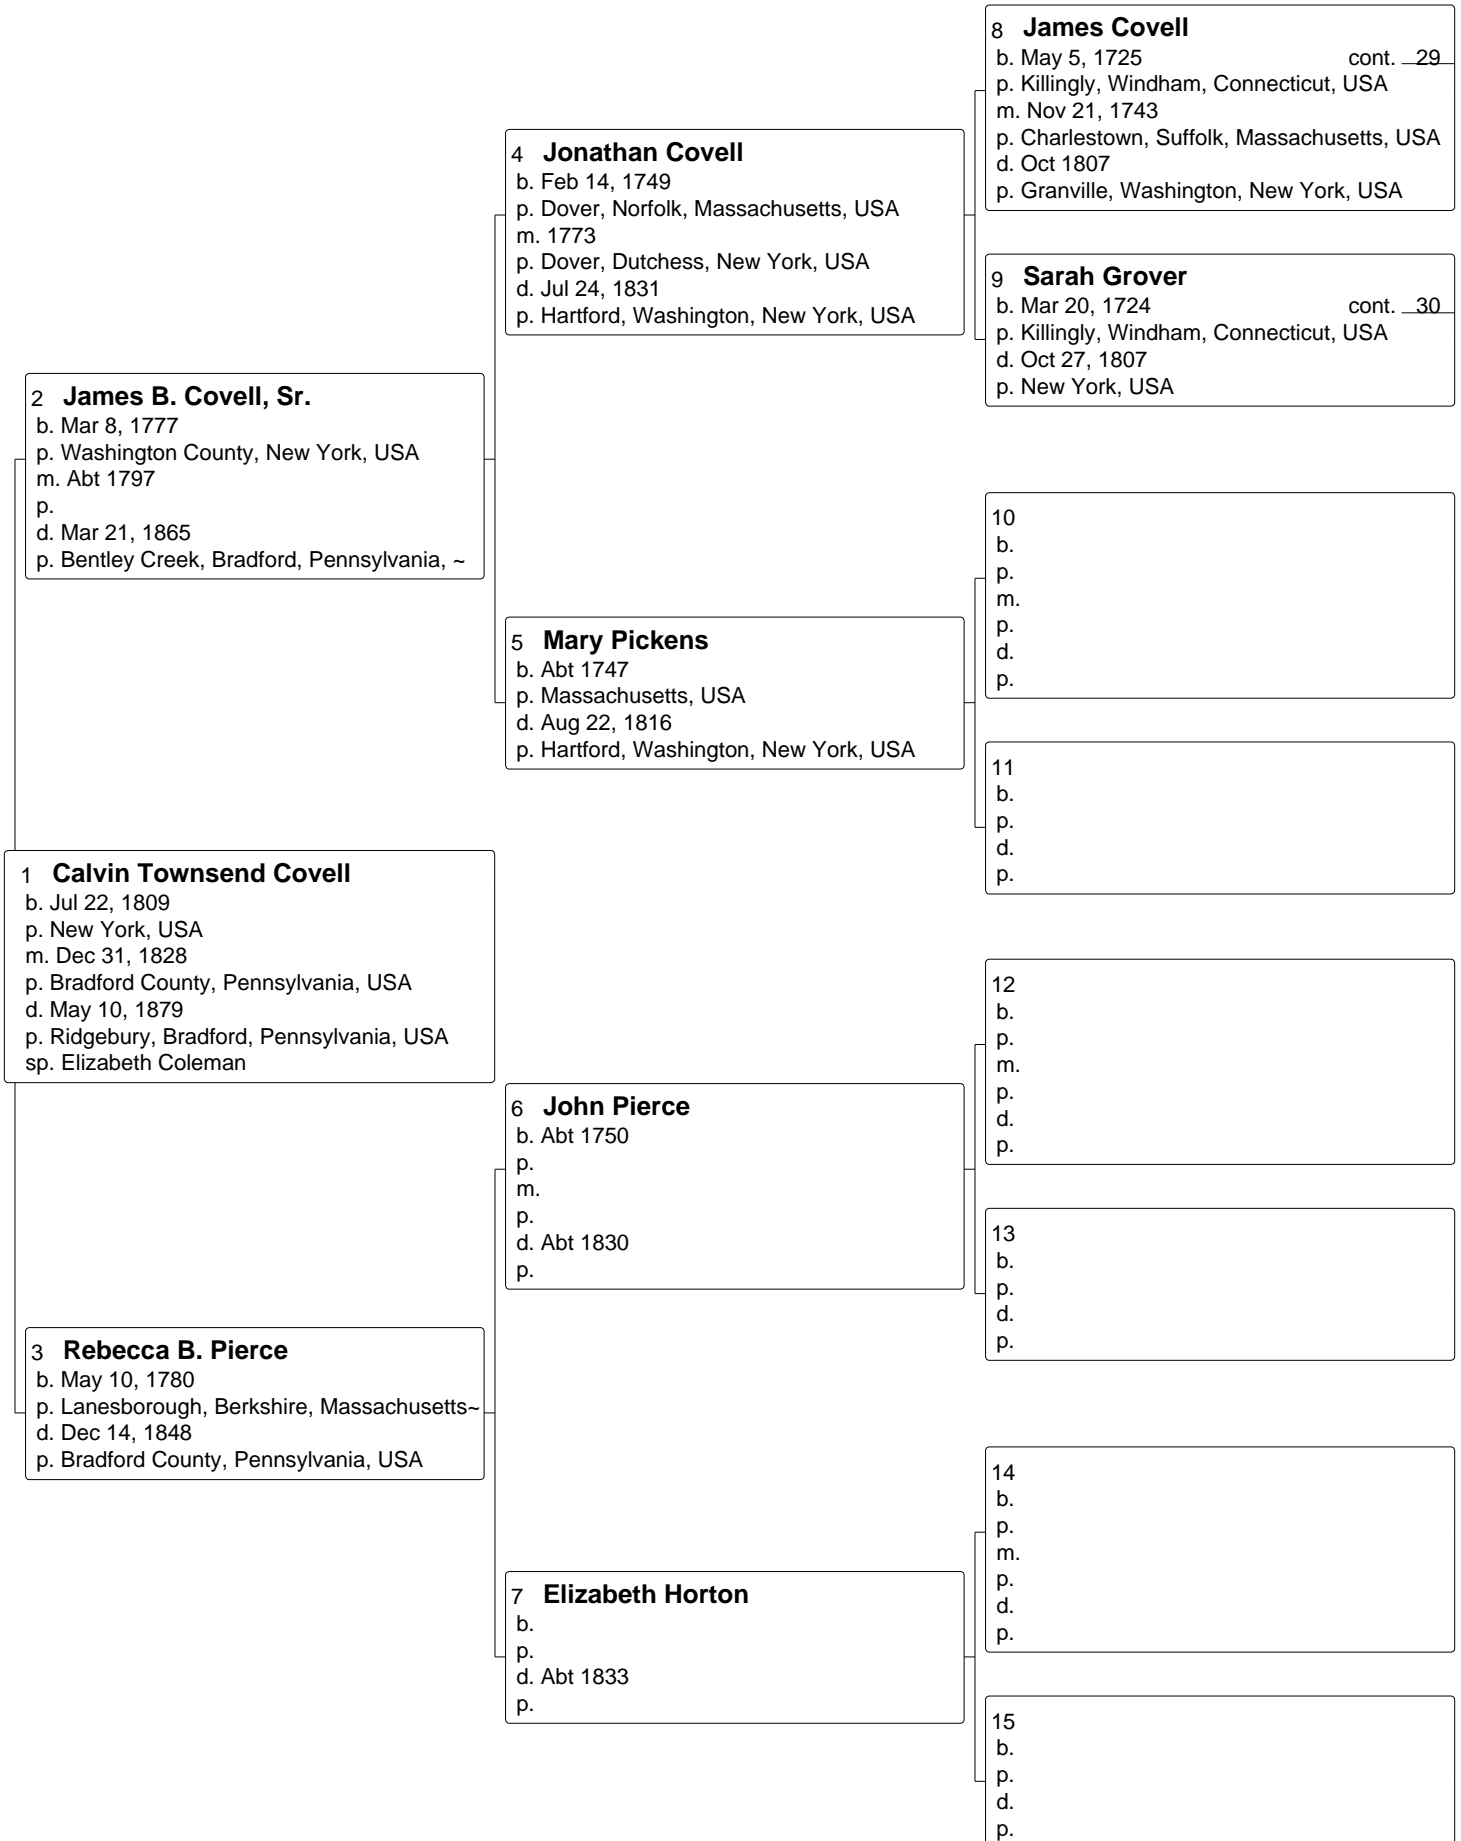 8 James Covell
b. May 5, 1725 cont. 29
p. Killingly, Windham, Connecticut, USA
m. Nov 21, 1743
p. Charlestown, Suffolk, Massachusetts, USA
d. Oct 1807
p. Granville, Washington, New York, USA
4 Jonathan Covell
b. Feb 14, 1749
p. Dover, Norfolk, Massachusetts, USA
m. 1773
p. Dover, Dutchess, New York, USA
d. Jul 24, 1831
p. Hartford, Washington, New York, USA
9 Sarah Grover
b. Mar 20, 1724 cont. 30
p. Killingly, Windham, Connecticut, USA
d. Oct 27, 1807
p. New York, USA
2 James B. Covell, Sr.
b. Mar 8, 1777
p. Washington County, New York, USA
m. Abt 1797
p.
d. Mar 21, 1865
p. Bentley Creek, Bradford, Pennsylvania, ~
10
b.
p.
m.
p.
d.
p.
5 Mary Pickens
b. Abt 1747
p. Massachusetts, USA
d. Aug 22, 1816
p. Hartford, Washington, New York, USA
11
b.
p.
d.
p.
1 Calvin Townsend Covell
b. Jul 22, 1809
p. New York, USA
m. Dec 31, 1828
p. Bradford County, Pennsylvania, USA
d. May 10, 1879
p. Ridgebury, Bradford, Pennsylvania, USA
sp. Elizabeth Coleman
12
b.
p.
m.
p.
d.
p.
6 John Pierce
b. Abt 1750
p.
m.
p.
d. Abt 1830
p.
13
b.
p.
d.
p.
3 Rebecca B. Pierce
b. May 10, 1780
p. Lanesborough, Berkshire, Massachusetts~
d. Dec 14, 1848
p. Bradford County, Pennsylvania, USA
14
b.
p.
m.
p.
d.
p.
7 Elizabeth Horton
b.
p.
d. Abt 1833
p.
15
b.
p.
d.
p.